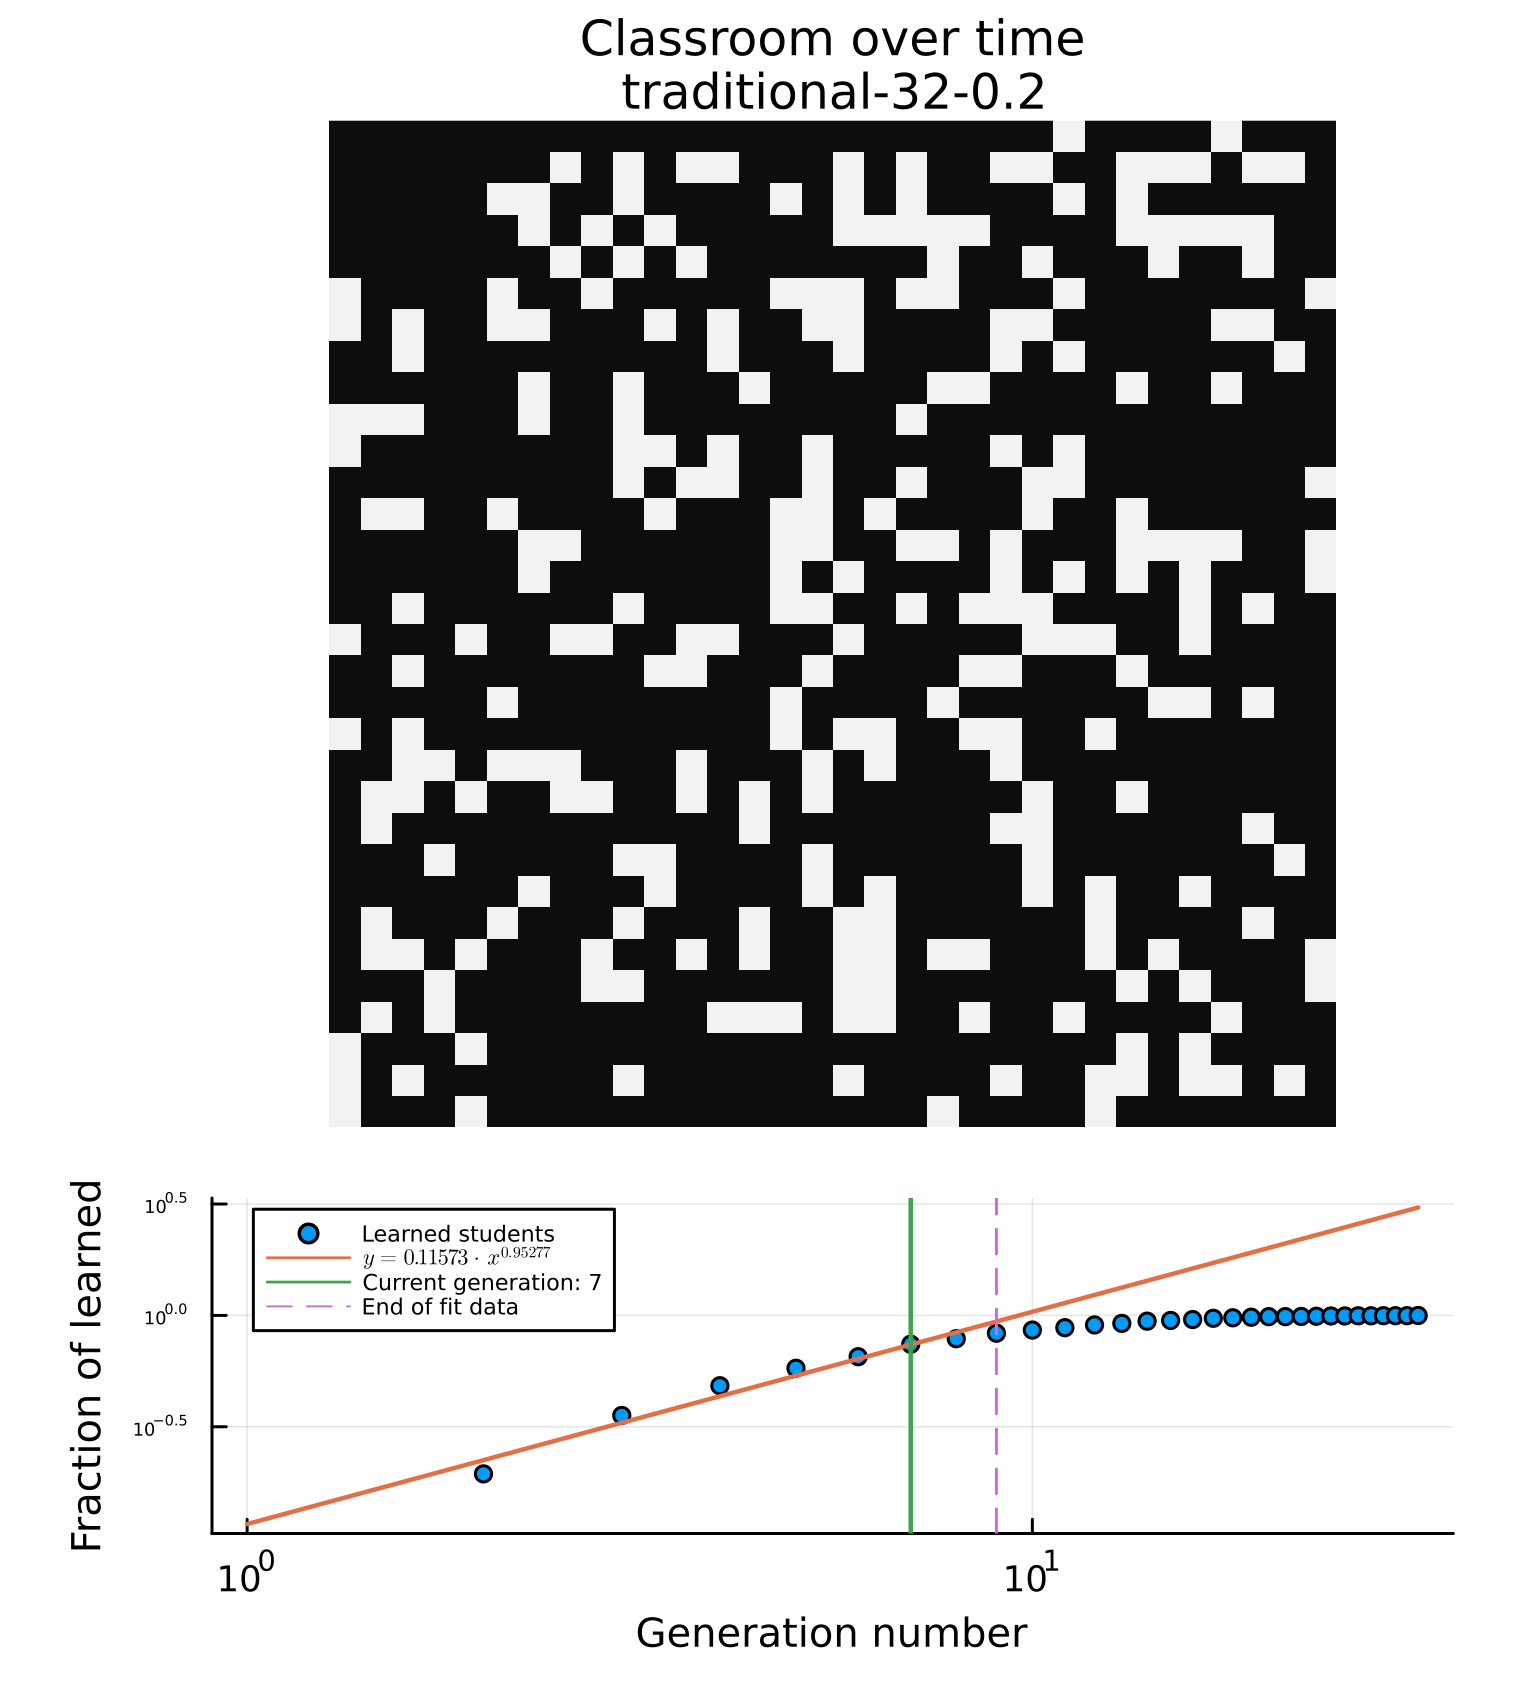 Classroom over time
traditional-32-0.2
Fraction of learned
10^0.5
10^0.0
10^−0.5
Learned students
y = 0.11573 · x^0.95277
Current generation: 7
End of fit data
10^0
10^1
Generation number